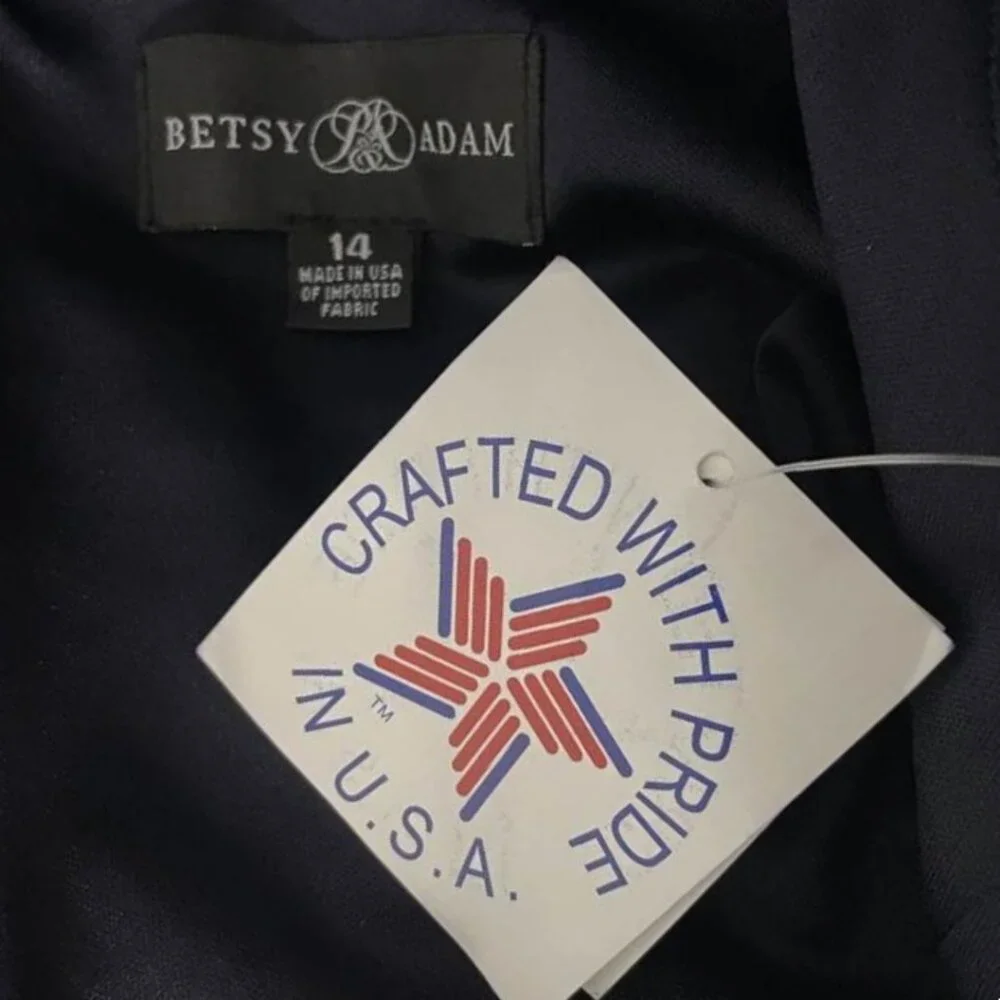 BETSY ADAM
14
MADE IN USA
OF IMPORTED
FABRIC
CRAFTED WITH PRIDE
IN U.S.A.
TM